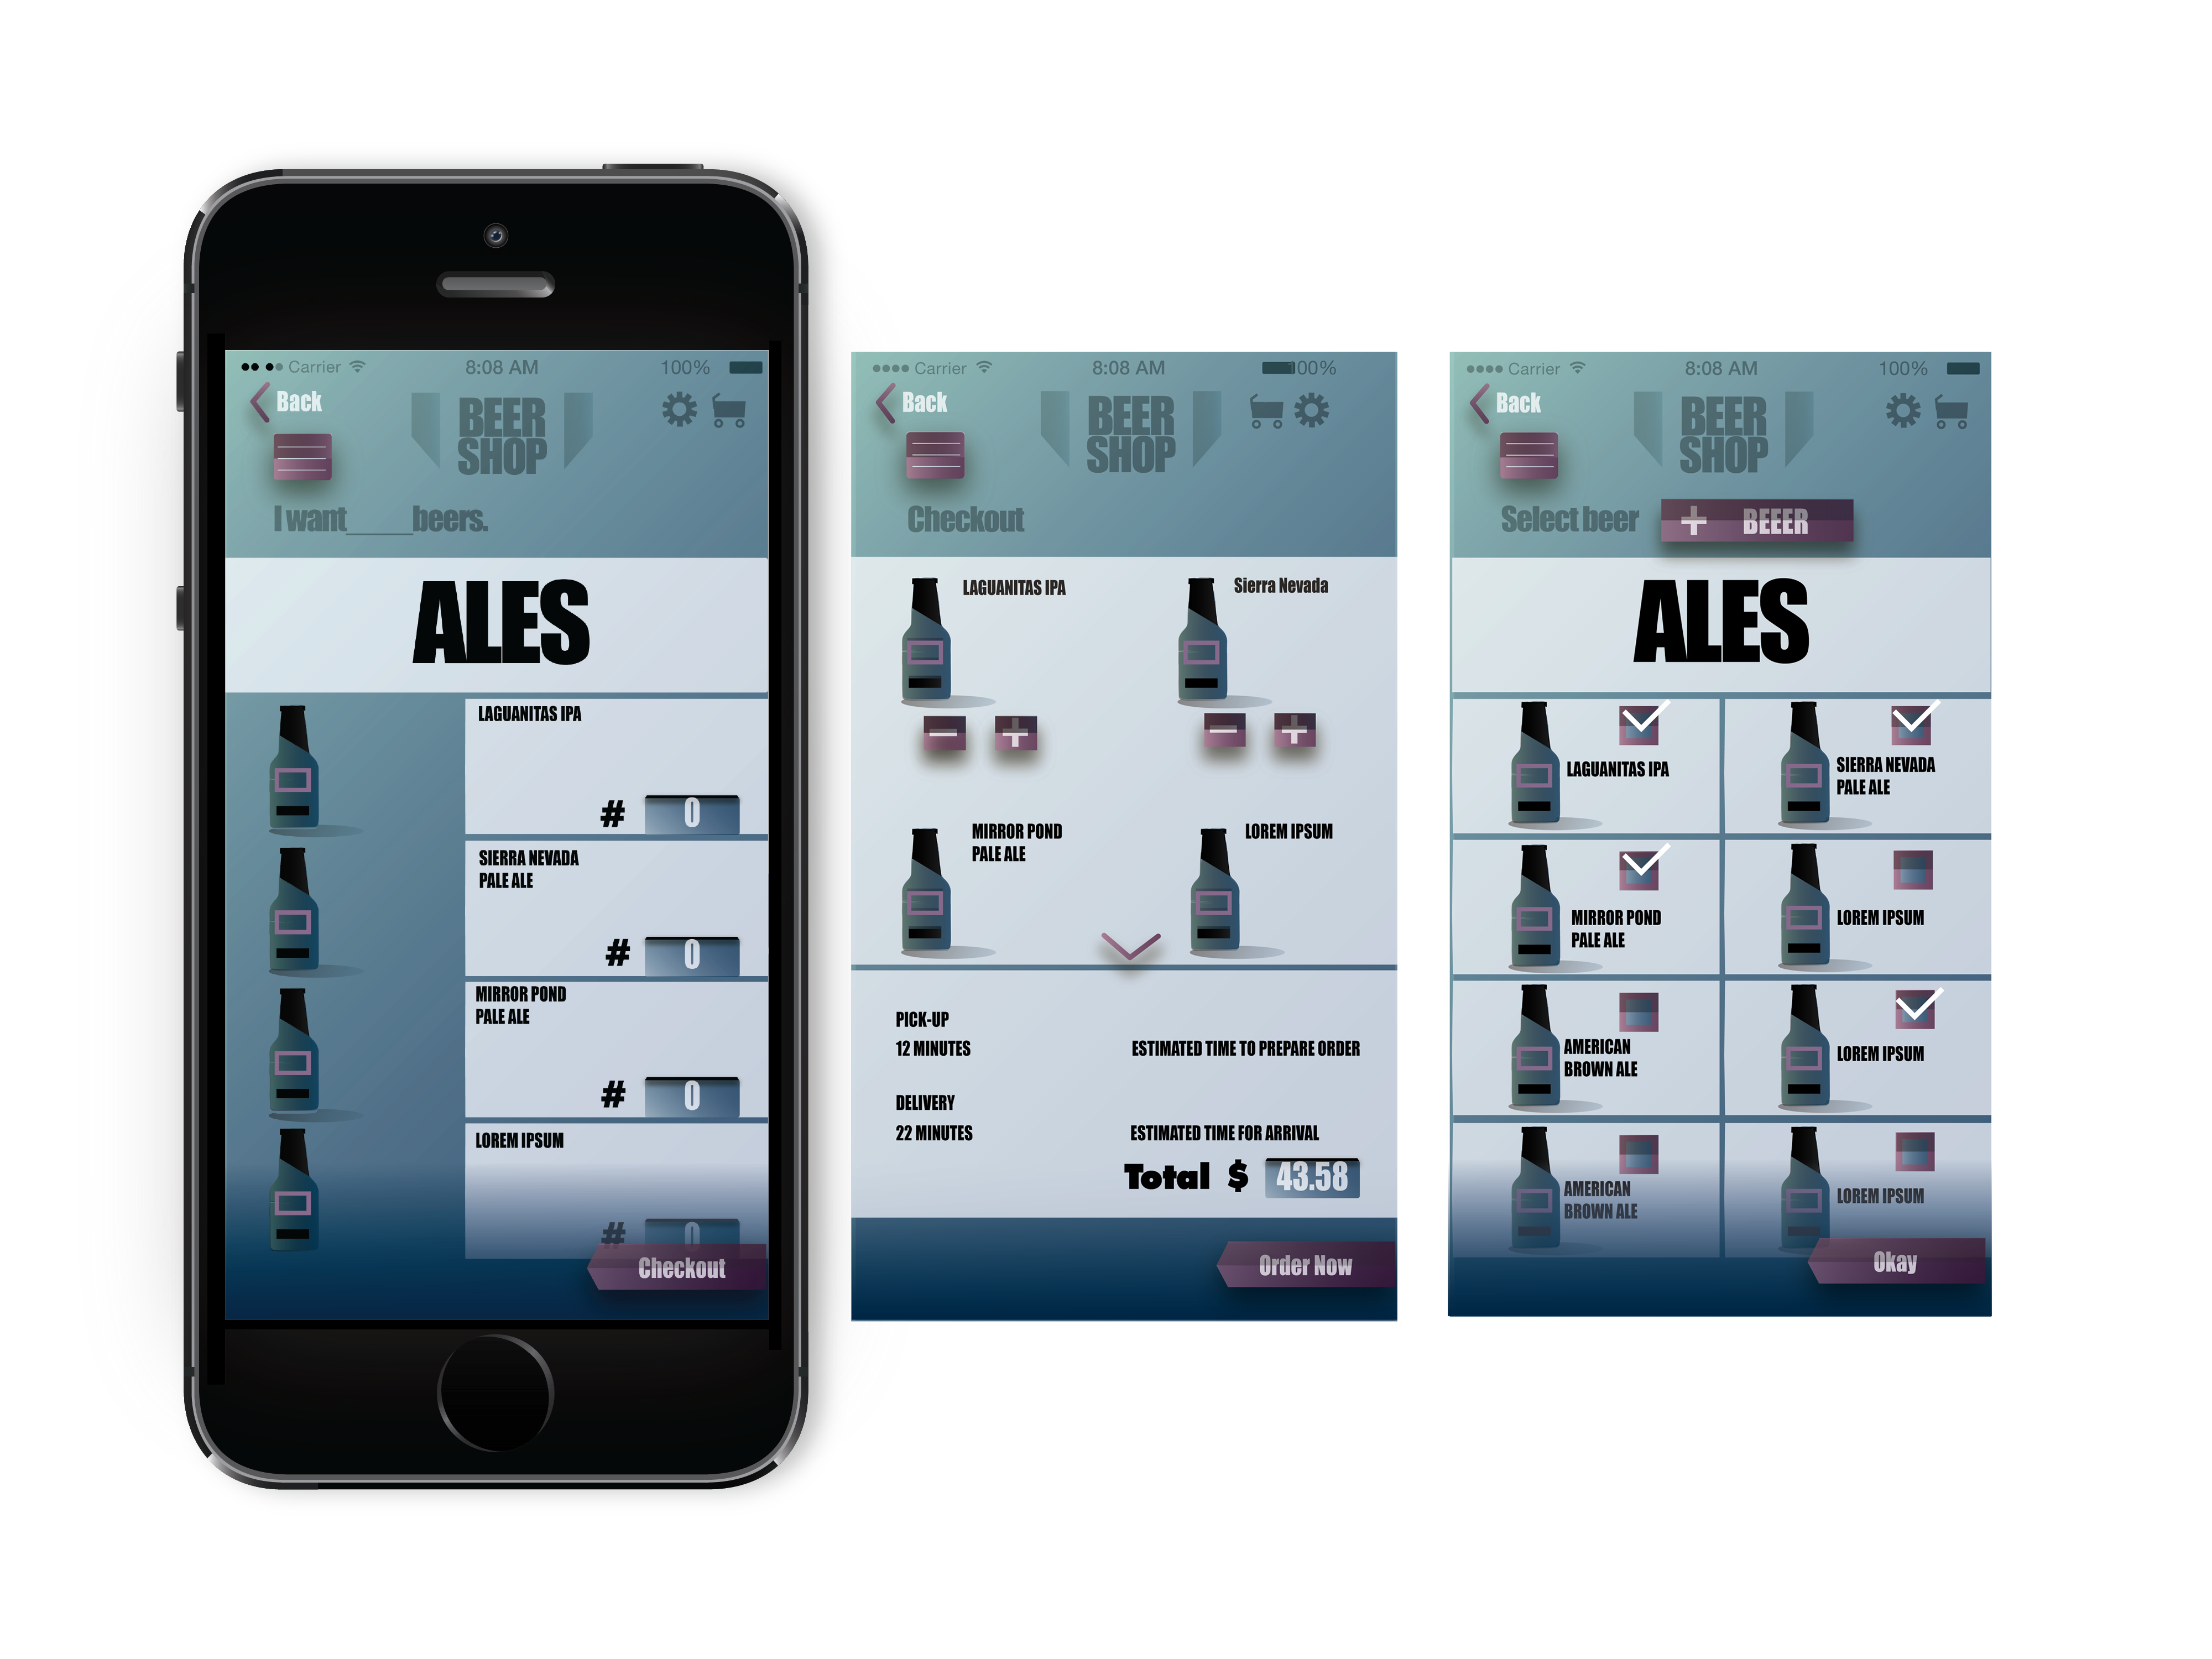 Carrier 8:08 AM 100%
Back
BEER
SHOP
I want_____beers.
ALES
LAGUANITAS IPA
# 0
SIERRA NEVADA
PALE ALE
# 0
MIRROR POND
PALE ALE
# 0
LOREM IPSUM
# 0
Checkout
Carrier 8:08 AM 100%
Back
BEER
SHOP
Checkout
LAGUANITAS IPA
Sierra Nevada
− +
− +
MIRROR POND
PALE ALE
LOREM IPSUM
PICK-UP
12 MINUTES ESTIMATED TIME TO PREPARE ORDER
DELIVERY
22 MINUTES ESTIMATED TIME FOR ARRIVAL
Total $ 43.58
Order Now
Carrier 8:08 AM 100%
Back
BEER
SHOP
Select beer + BEEER
ALES
LAGUANITAS IPA
SIERRA NEVADA
PALE ALE
MIRROR POND
PALE ALE
LOREM IPSUM
AMERICAN
BROWN ALE
LOREM IPSUM
AMERICAN
BROWN ALE
LOREM IPSUM
Okay